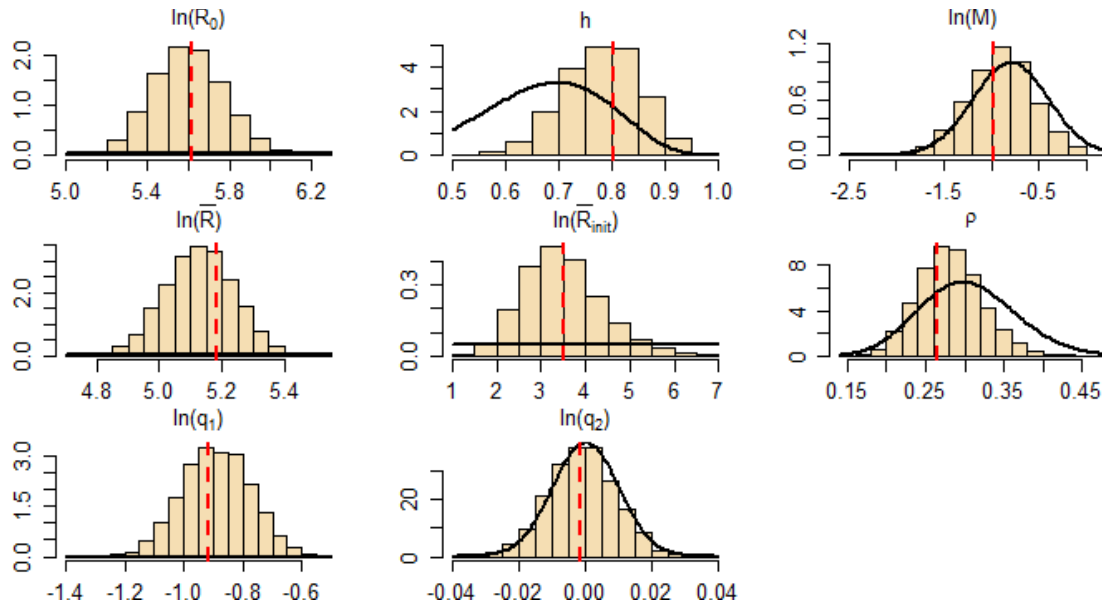 ln(R₀) h ln(M)
0.0 1.0 2.0
5.0 5.4 5.8 6.2
0 2 4
0.5 0.6 0.7 0.8 0.9 1.0
0.0 0.6 1.2
-2.5 -1.5 -0.5
ln(R̅) ln(R̅init) ρ
0.0 2.0
4.8 5.0 5.2 5.4
0.0 0.3
1 2 3 4 5 6 7
0 4 8
0.15 0.25 0.35 0.45
ln(q₁) ln(q₂)
0.0 1.5 3.0
-1.4 -1.2 -1.0 -0.8 -0.6
0 20
-0.04 -0.02 0.00 0.02 0.04